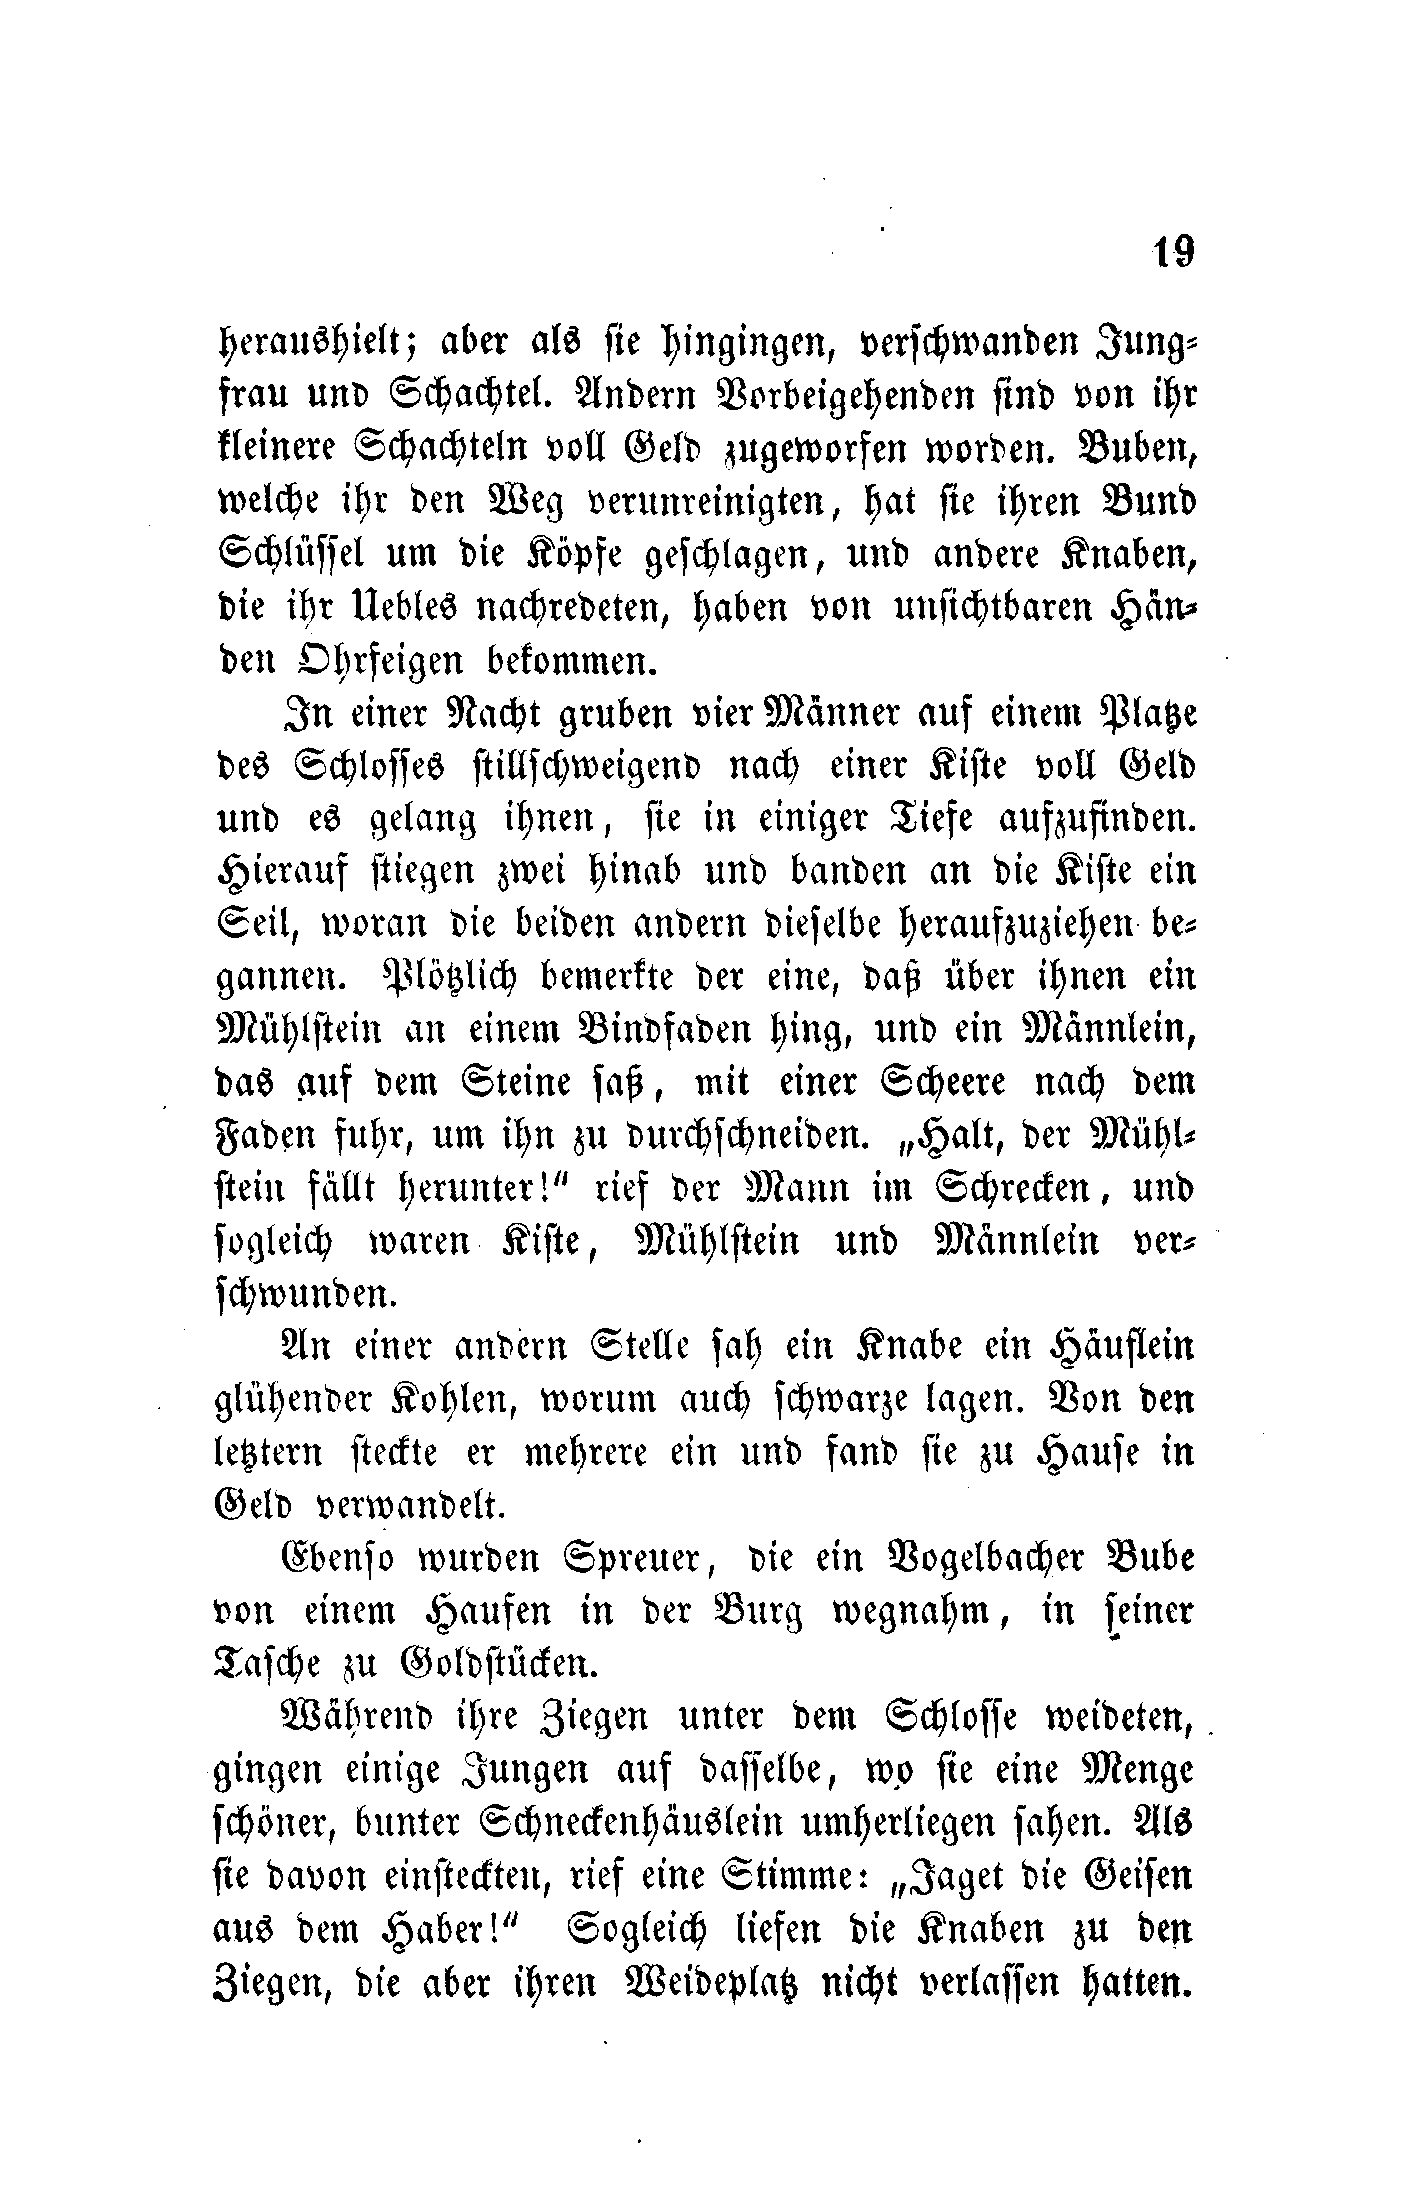 19
heraushielt; aber als sie hingingen, verschwanden Jung-
frau und Schachtel. Andern Vorbeigehenden sind von ihr
kleinere Schachteln voll Geld zugeworfen worden. Buben,
welche ihr den Weg verunreinigten, hat sie ihren Bund
Schlüssel um die Köpfe geschlagen, und andere Knaben,
die ihr Uebles nachredeten, haben von unsichtbaren Hän-
den Ohrfeigen bekommen.
In einer Nacht gruben vier Männer auf einem Platze
des Schlosses stillschweigend nach einer Kiste voll Geld
und es gelang ihnen, sie in einiger Tiefe aufzufinden.
Hierauf stiegen zwei hinab und banden an die Kiste ein
Seil, woran die beiden andern dieselbe heraufzuziehen be-
gannen. Plötzlich bemerkte der eine, daß über ihnen ein
Mühlstein an einem Bindfaden hing, und ein Männlein,
das auf dem Steine saß, mit einer Scheere nach dem
Faden fuhr, um ihn zu durchschneiden. „Halt, der Mühl-
stein fällt herunter!“ rief der Mann im Schrecken, und
sogleich waren Kiste, Mühlstein und Männlein ver-
schwunden.
An einer andern Stelle sah ein Knabe ein Häuflein
glühender Kohlen, worum auch schwarze lagen. Von den
letztern steckte er mehrere ein und fand sie zu Hause in
Geld verwandelt.
Ebenso wurden Spreuer, die ein Vogelbacher Bube
von einem Haufen in der Burg wegnahm, in seiner
Tasche zu Goldstücken.
Während ihre Ziegen unter dem Schlosse weideten,
gingen einige Jungen auf dasselbe, wo sie eine Menge
schöner, bunter Schneckenhäuslein umherliegen sahen. Als
sie davon einsteckten, rief eine Stimme: „Jaget die Geisen
aus dem Haber!“ Sogleich liefen die Knaben zu den
Ziegen, die aber ihren Weideplatz nicht verlassen hatten.